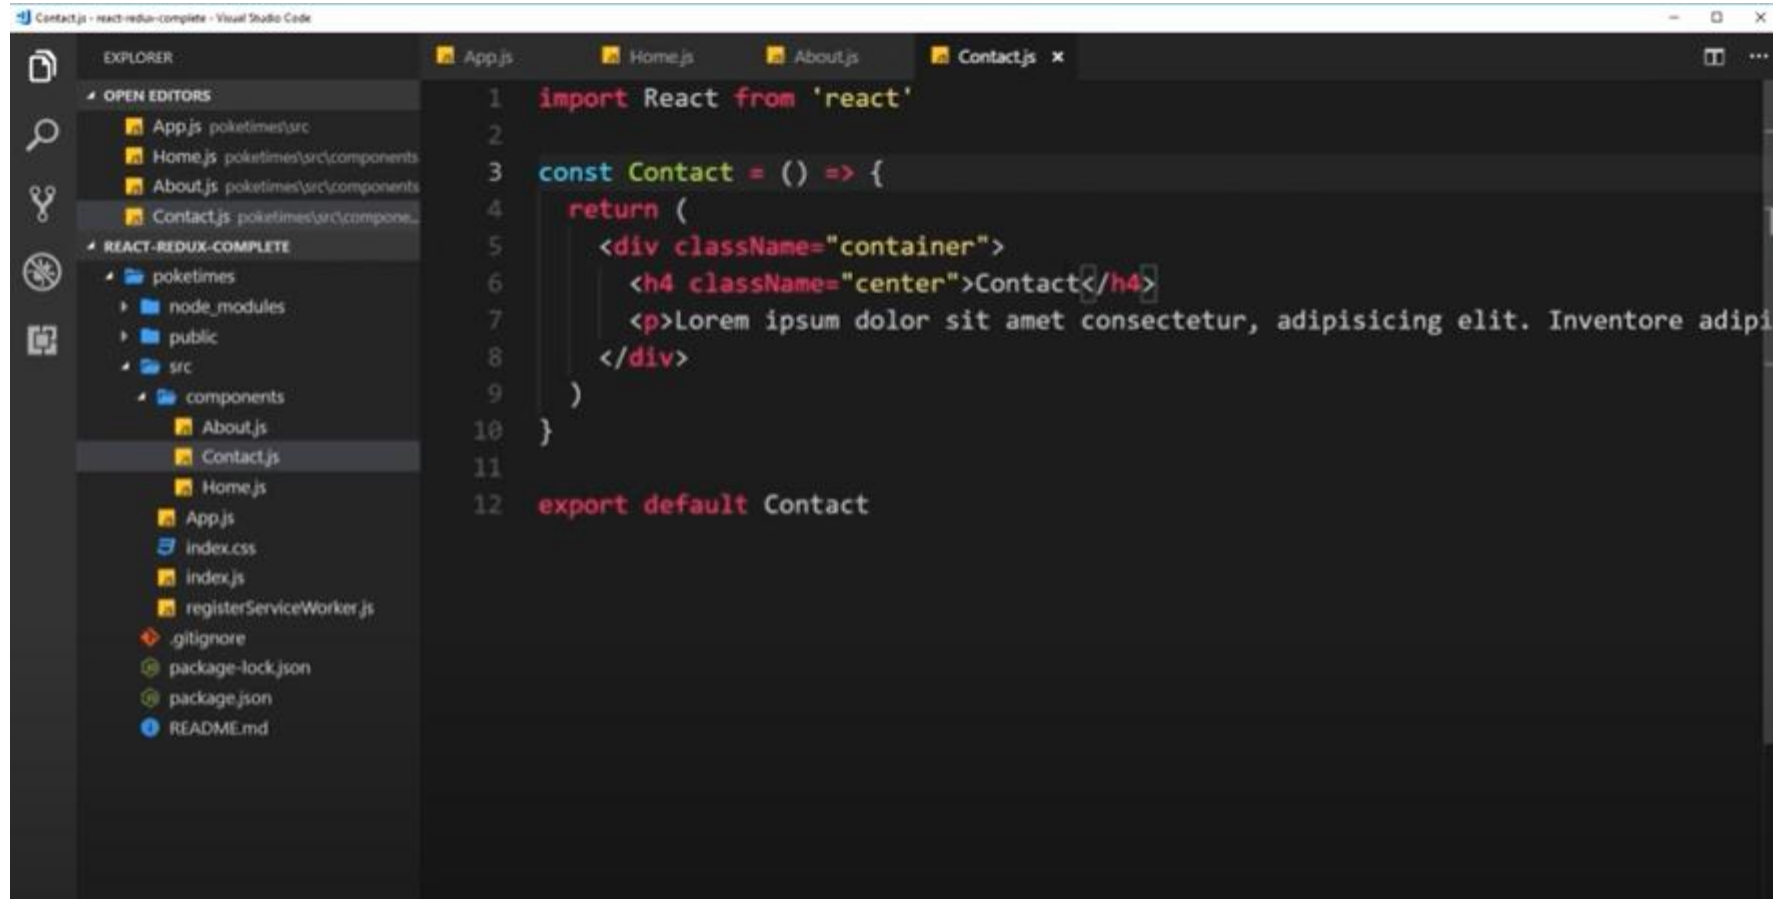 Contact.js - react-redux-complete - Visual Studio Code
EXPLORER
OPEN EDITORS
App.js poketimes\src
Home.js poketimes\src\components
About.js poketimes\src\components
Contact.js poketimes\src\compone...
REACT-REDUX-COMPLETE
poketimes
node_modules
public
src
components
About.js
Contact.js
Home.js
App.js
index.css
index.js
registerServiceWorker.js
.gitignore
package-lock.json
package.json
README.md
App.js Home.js About.js Contact.js ×
1 import React from 'react'
2
3 const Contact = () => {
4 return (
5 <div className="container">
6 <h4 className="center">Contact</h4>
7 <p>Lorem ipsum dolor sit amet consectetur, adipisicing elit. Inventore adipi
8 </div>
9 )
10 }
11
12 export default Contact